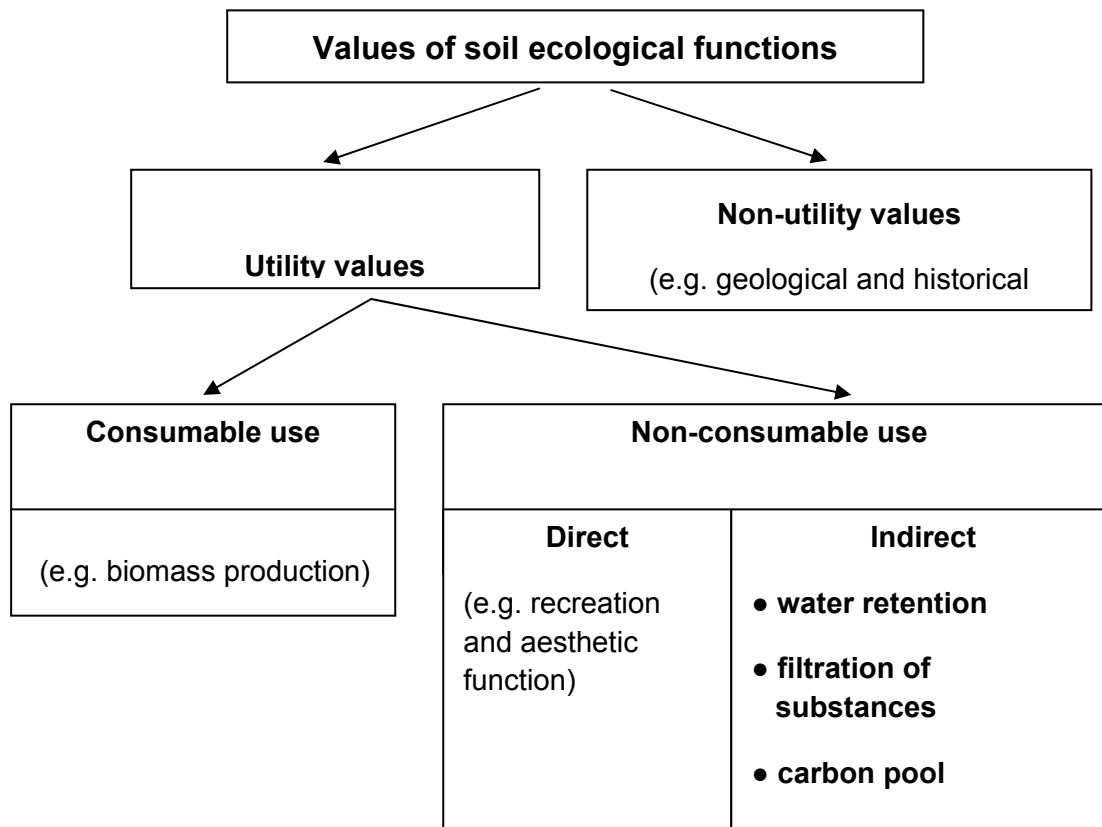 Values of soil ecological functions
Utility values
Non-utility values
(e.g. geological and historical
Consumable use
(e.g. biomass production)
Non-consumable use
Direct
(e.g. recreation
and aesthetic
function)
Indirect
● water retention
● filtration of
substances
● carbon pool